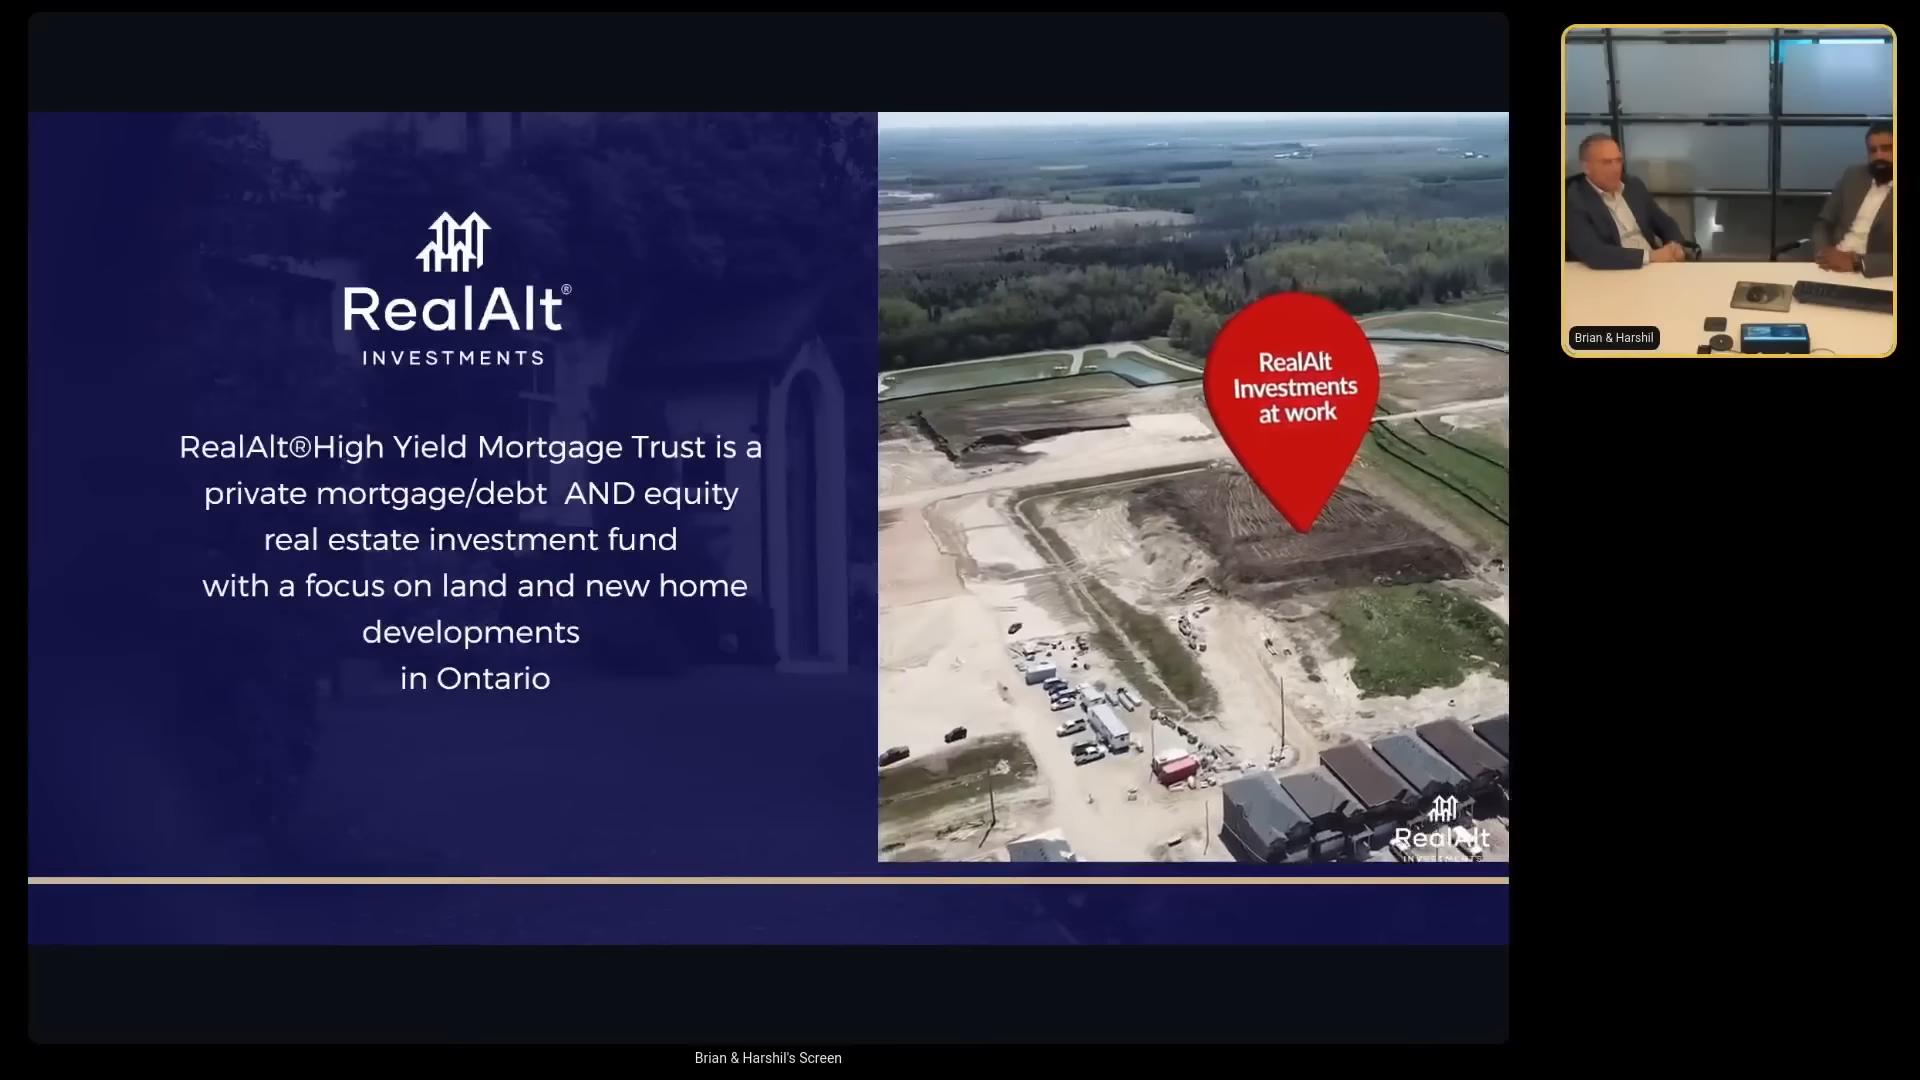 RealAlt®
INVESTMENTS
RealAlt®High Yield Mortgage Trust is a
private mortgage/debt AND equity
real estate investment fund
with a focus on land and new home
developments
in Ontario
RealAlt
Investments
at work
RealAlt
INVESTMENTS
Brian & Harshil
Brian & Harshil's Screen